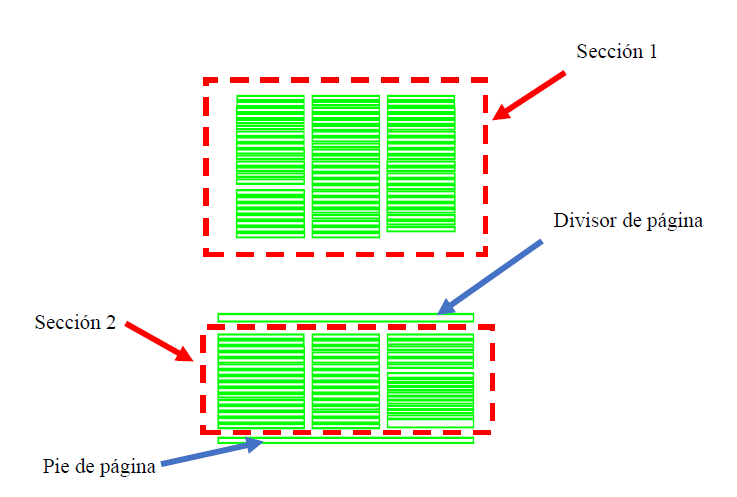 Sección 1
Divisor de página
Sección 2
Pie de página